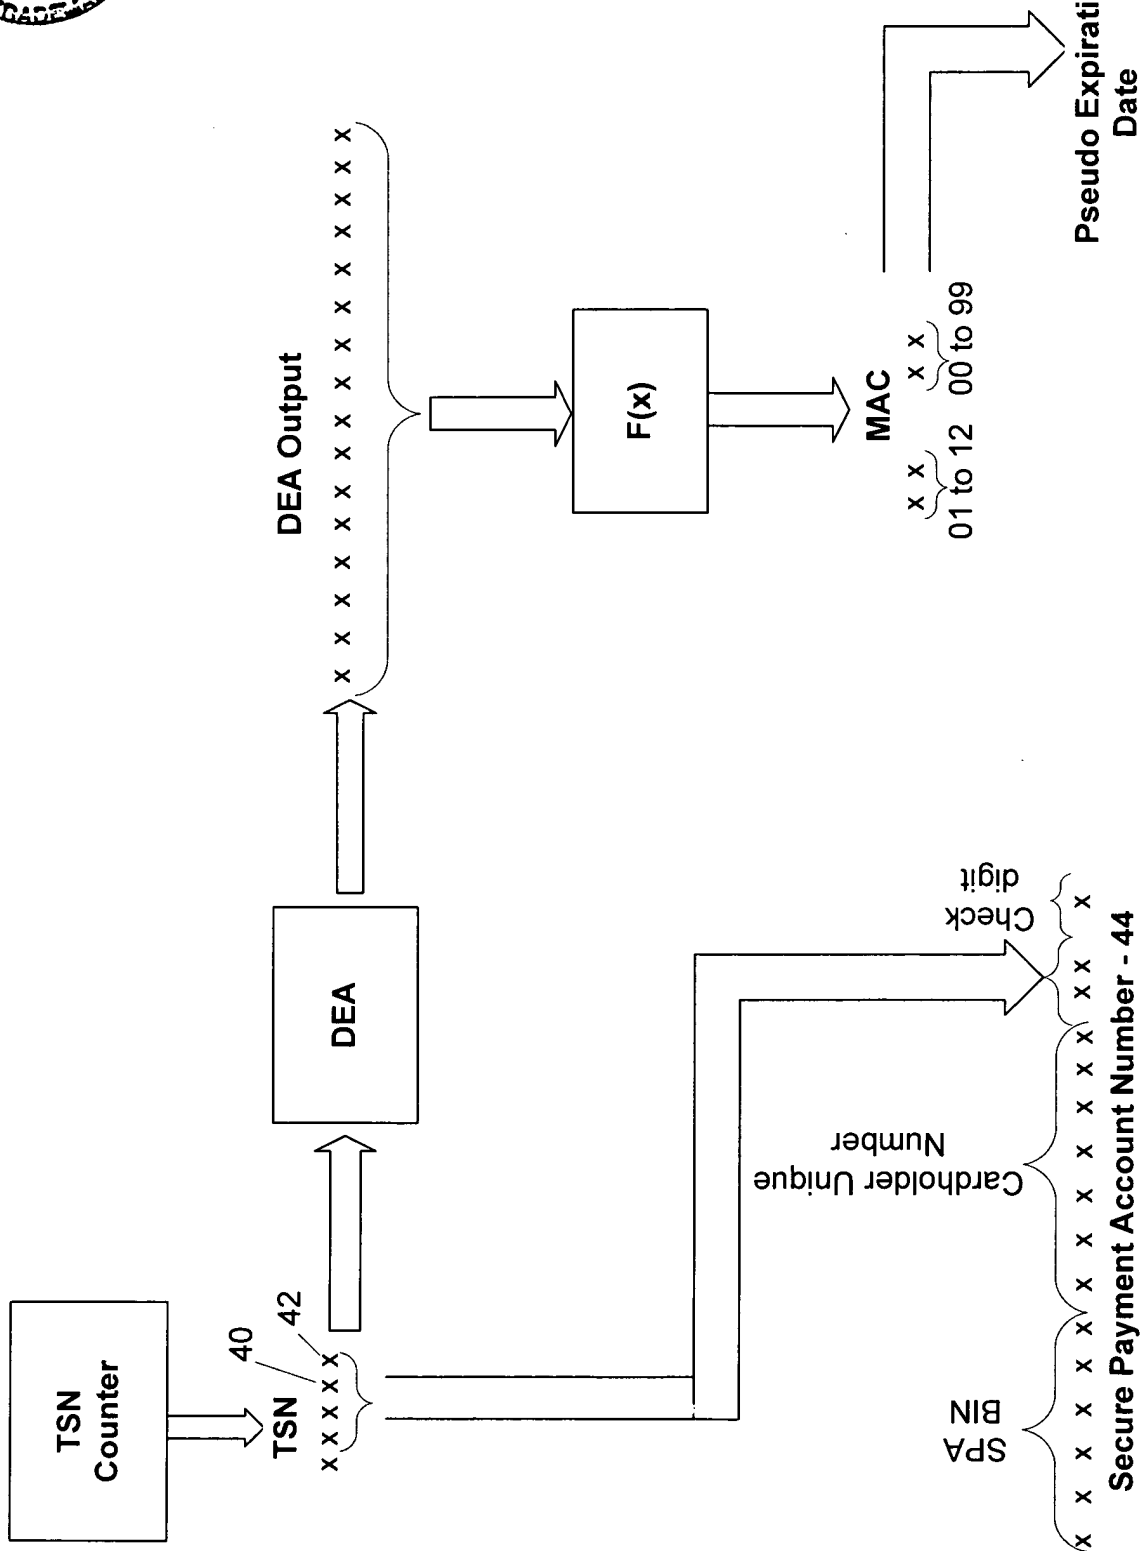 TSN
Counter
TSN
x x x x x
40
42
DEA
DEA Output
x x x x x x x x x x x x x x x x
F(x)
MAC
x x x x
01 to 12 00 to 99
Pseudo Expirati
Date
SPA
BIN
Cardholder Unique
Number
Check
digit
x x x x x x x x x x x x x x x x
Secure Payment Account Number - 44